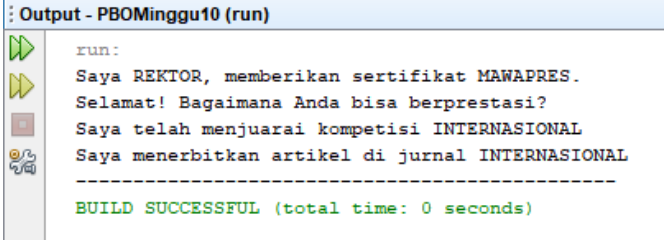 Output - PBOMinggu10 (run)
run:
Saya REKTOR, memberikan sertifikat MAWAPRES.
Selamat! Bagaimana Anda bisa berprestasi?
Saya telah menjuarai kompetisi INTERNASIONAL
Saya menerbitkan artikel di jurnal INTERNASIONAL
------------------------------------------------
BUILD SUCCESSFUL (total time: 0 seconds)